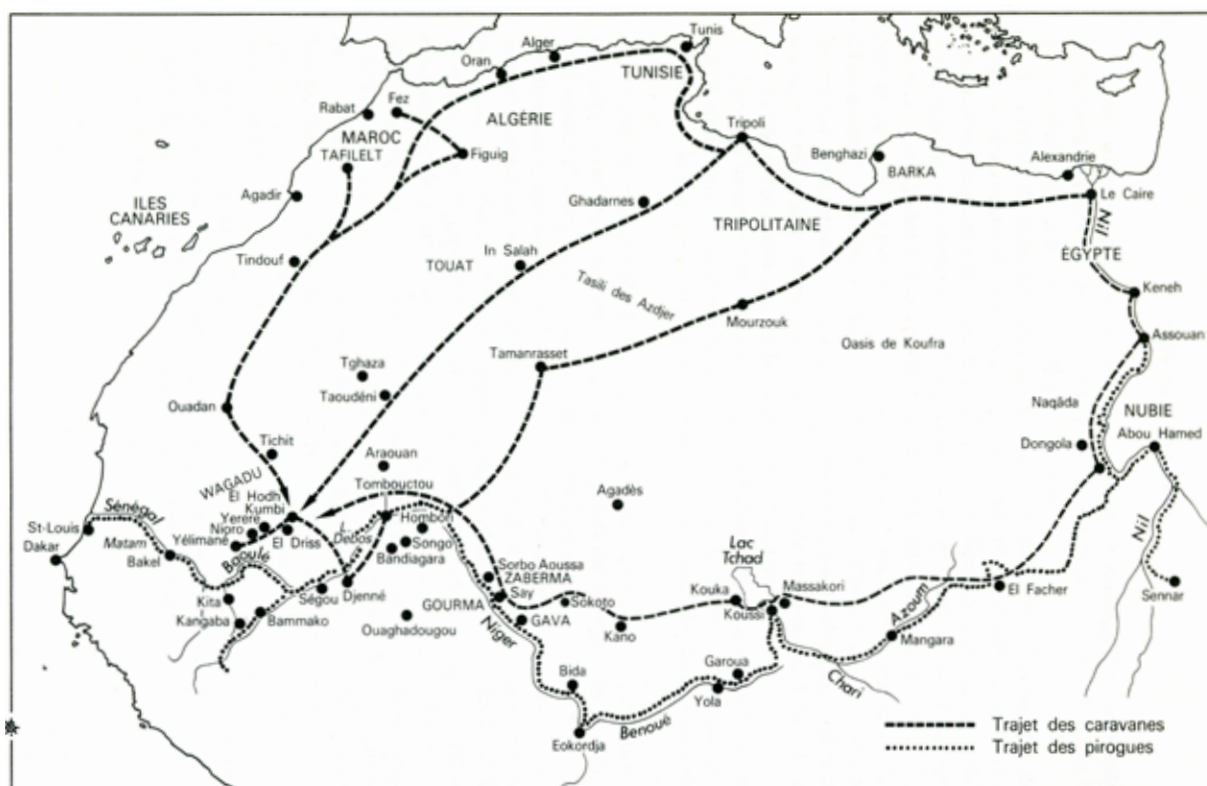 Tunis
Alger
Oran
TUNISIE
Rabat
Fez
ALGÉRIE
MAROC
TAFILELT
Figuig
Tripoli
Benghazi
BARKA
Alexandrie
Le Caire
Agadir
ILES
CANARIES
Ghadarnes
TRIPOLITAINE
Nil
ÉGYPTE
Tindouf
In Salah
TOUAT
Tasili des Azdjer
Keneh
Mourzouk
Assouan
Oasis de Koufra
Tghaza
Tamanrasset
Taoudéni
Ouadan
Naqâda
NUBIE
Dongola
Abou Hamed
Tichit
Araouan
WAGADU
El Hodh
Tombouctou
Kumbi
Agadès
Sénégal
Yerere
Hombori
Nil
St-Louis
Nioro
L. Debos
Songo
Dakar
Matam
Yélimané
El Driss
Bandiagara
Lac
Tchad
Bakel
Baoulé
Sorbo Aoussa
ZABERMA
Kouka
Massakori
Ségou
Djenné
Say
Sokoto
Azoum
El Facher
Sennar
Kita
GOURMA
Koussi
Kangaba
Bammako
GAVA
Kano
Mangara
Ouaghadougou
Niger
Bida
Garoua
Chari
Yola
Benoué
Eokordja
Trajet des caravanes
Trajet des pirogues